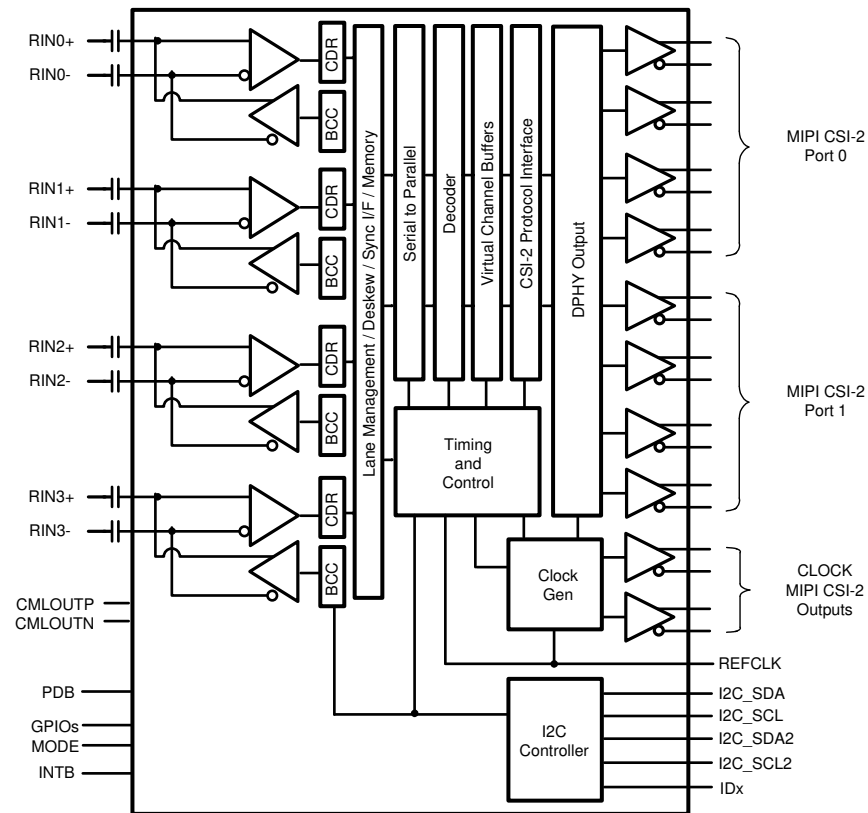 RIN0+
RIN0-
CDR
BCC
RIN1+
RIN1-
CDR
BCC
RIN2+
RIN2-
CDR
BCC
RIN3+
RIN3-
CDR
BCC
Lane Management / Deskew / Sync I/F / Memory
Serial to Parallel
Decoder
Virtual Channel Buffers
CSI-2 Protocol Interface
DPHY Output
Timing
and
Control
Clock
Gen
I2C
Controller
MIPI CSI-2
Port 0
MIPI CSI-2
Port 1
CLOCK
MIPI CSI-2
Outputs
CMLOUTP
CMLOUTN
PDB
GPIOs
MODE
INTB
REFCLK
I2C_SDA
I2C_SCL
I2C_SDA2
I2C_SCL2
IDx